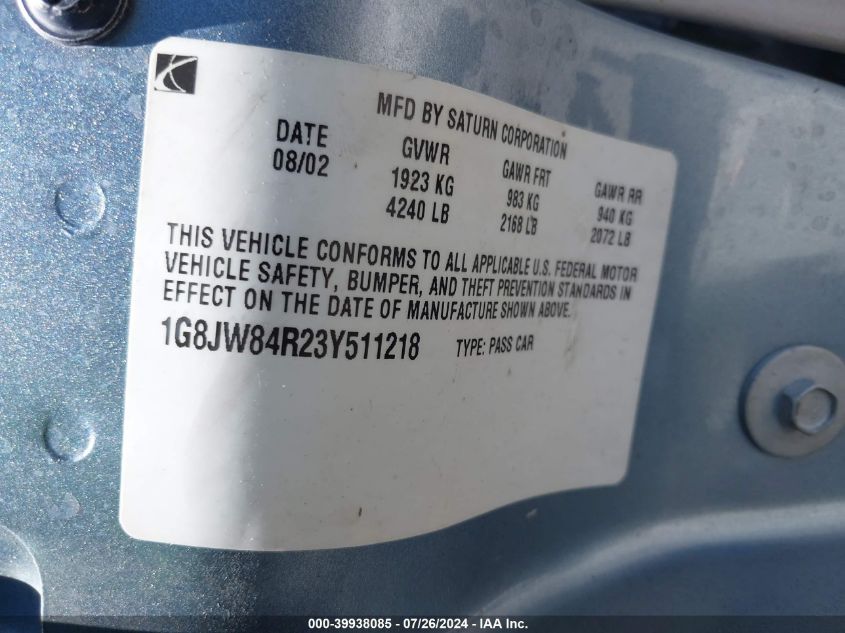 MFD BY SATURN CORPORATION
DATE GVWR GAWR FRT GAWR RR
08/02 1923 KG 983 KG 940 KG
4240 LB 2168 LB 2072 LB
THIS VEHICLE CONFORMS TO ALL APPLICABLE U.S. FEDERAL MOTOR
VEHICLE SAFETY, BUMPER, AND THEFT PREVENTION STANDARDS IN
EFFECT ON THE DATE OF MANUFACTURE SHOWN ABOVE.
1G8JW84R23Y511218 TYPE: PASS CAR
000-39938085 - 07/26/2024 - IAA Inc.